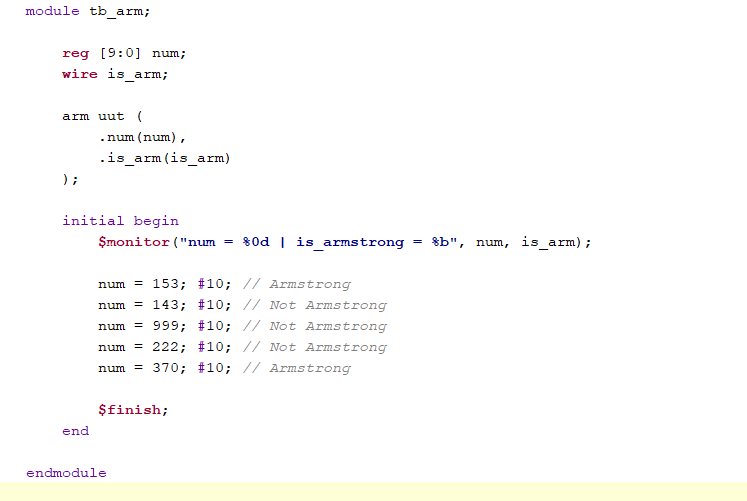 module tb_arm;
reg [9:0] num;
wire is_arm;
arm uut (
.num(num),
.is_arm(is_arm)
);
initial begin
$monitor("num = %0d | is_armstrong = %b", num, is_arm);
num = 153; #10; // Armstrong
num = 143; #10; // Not Armstrong
num = 999; #10; // Not Armstrong
num = 222; #10; // Not Armstrong
num = 370; #10; // Armstrong
$finish;
end
endmodule